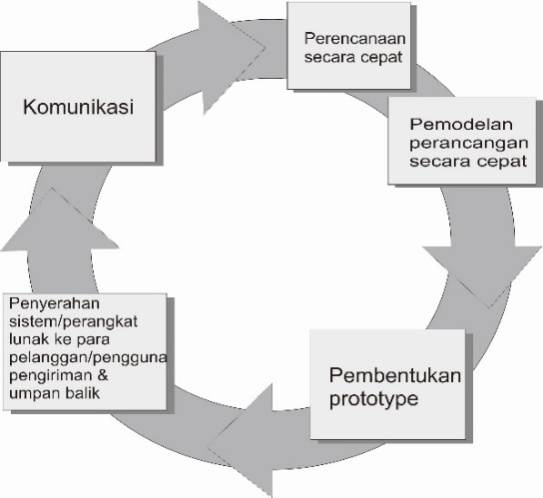 Komunikasi
Perencanaan
secara cepat
Pemodelan
perancangan
secara cepat
Pembentukan
prototype
Penyerahan
sistem/perangkat
lunak ke para
pelanggan/pengguna
pengiriman &
umpan balik